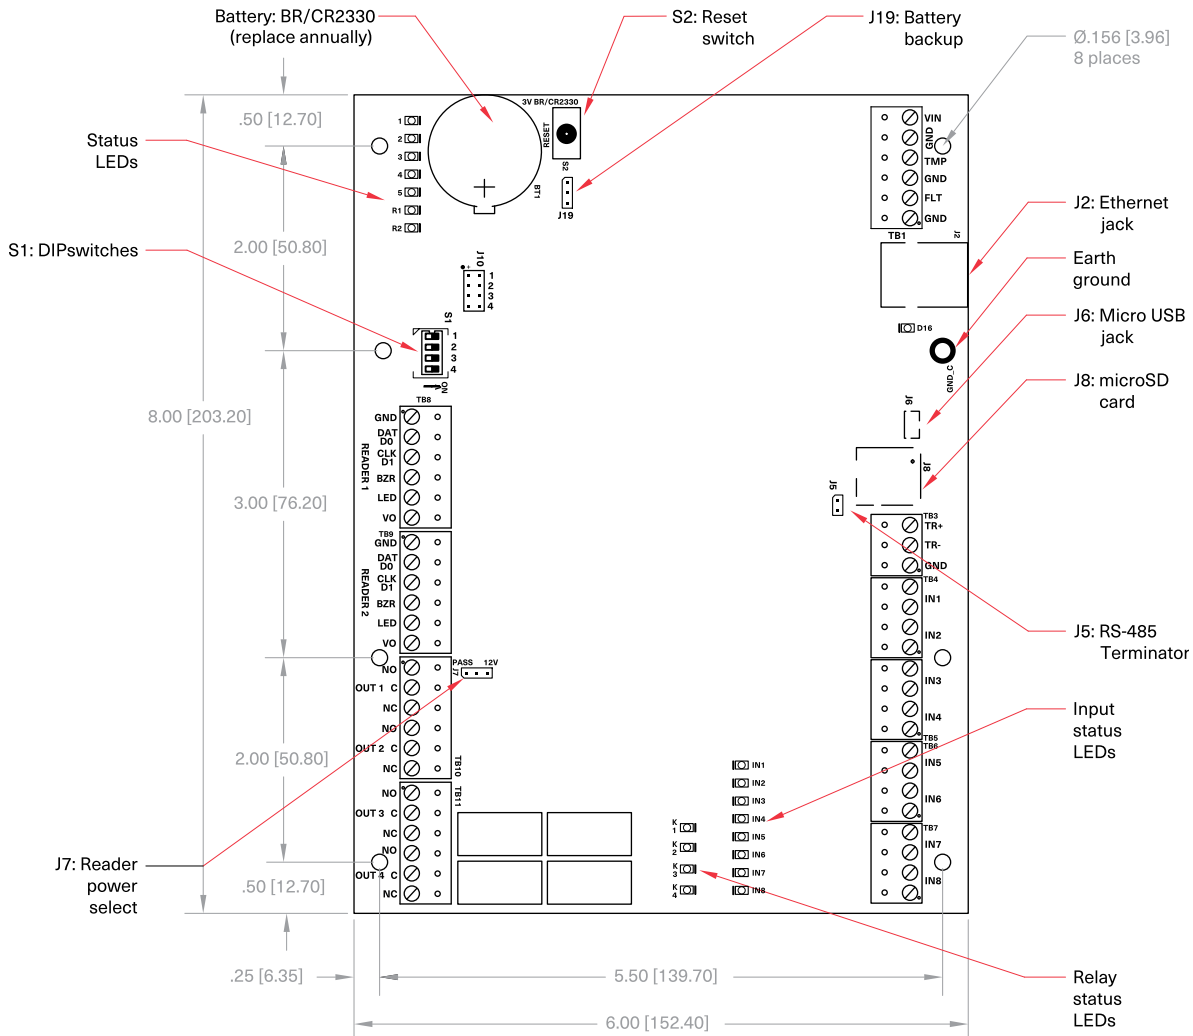 Battery: BR/CR2330
(replace annually)
S2: Reset
switch
J19: Battery
backup
Ø.156 [3.96]
8 places
.50 [12.70]
Status
LEDs
2.00 [50.80]
S1: DIPswitches
8.00 [203.20]
3.00 [76.20]
2.00 [50.80]
J7: Reader
power
select
.50 [12.70]
.25 [6.35]
5.50 [139.70]
6.00 [152.40]
J2: Ethernet
jack
Earth
ground
J6: Micro USB
jack
J8: microSD
card
J5: RS-485
Terminator
Input
status
LEDs
Relay
status
LEDs
3V BR/CR2330
RESET
S2
BT1
J19
1
2
3
4
5
R1
R2
J10
+
1
2
3
4
S1
1
2
3
4
ON
TB8
READER 1
GND
DAT
D0
CLK
D1
BZR
LED
VO
TB9
READER 2
GND
DAT
D0
CLK
D1
BZR
LED
VO
PASS 12V
J7
NO
OUT 1 C
NC
NO
OUT 2 C
NC
TB10
TB11
NO
OUT 3 C
NC
NO
OUT 4 C
NC
K
1
K
2
K
3
K
4
IN1
IN2
IN3
IN4
IN5
IN6
IN7
IN8
VIN
GND
TMP
GND
FLT
GND
TB1
J2
D16
GND_C
J6
J8
J5
TB3
TR+
TR-
GND
TB4
IN1
IN2
IN3
IN4
TB5
TB6
IN5
IN6
TB7
IN7
IN8